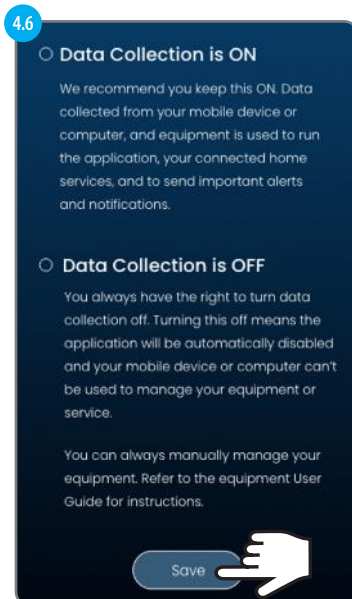 4.6
Data Collection is ON
We recommend you keep this ON. Data
collected from your mobile device or
computer, and equipment is used to run
the application, your connected home
services, and to send important alerts
and notifications.
Data Collection is OFF
You always have the right to turn data
collection off. Turning this off means the
application will be automatically disabled
and your mobile device or computer can't
be used to manage your equipment or
service.
You can always manually manage your
equipment. Refer to the equipment User
Guide for instructions.
Save